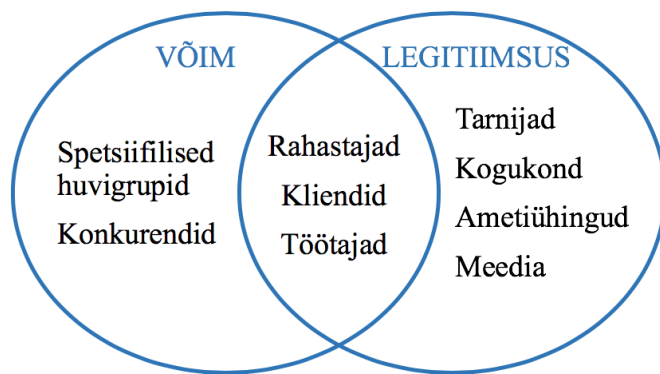 VÕIM
LEGITIIMSUS
Spetsiifilised
huvigrupid
Konkurendid
Rahastajad
Kliendid
Töötajad
Tarnijad
Kogukond
Ametiühingud
Meedia